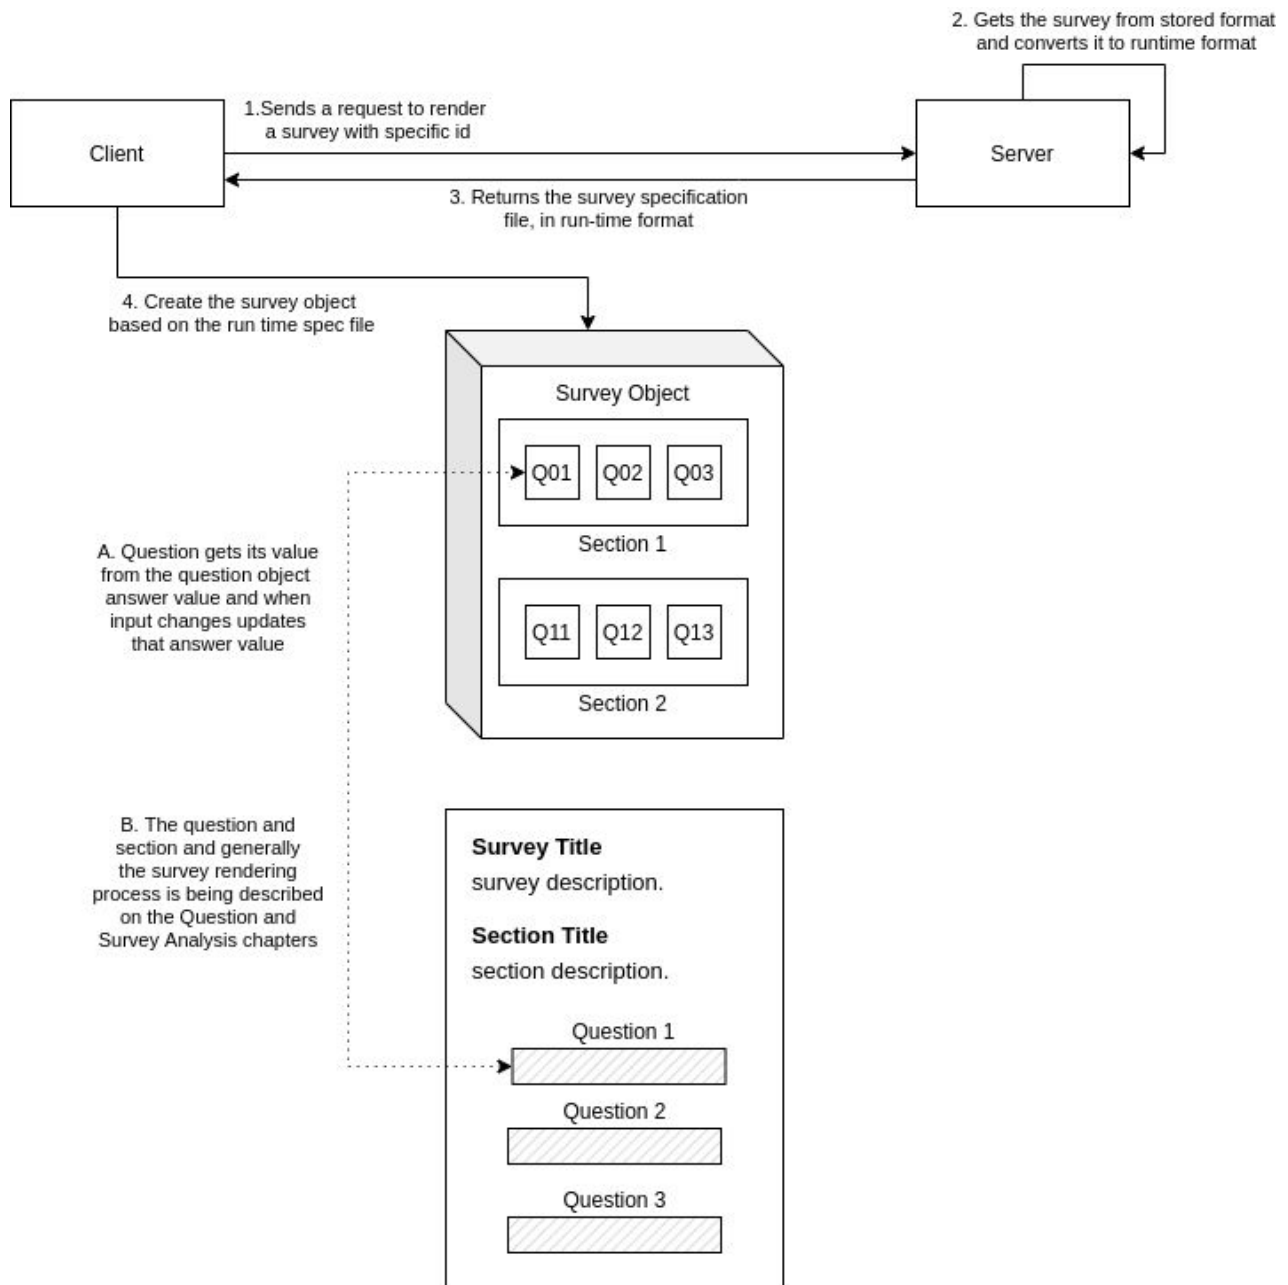 2. Gets the survey from stored format
and converts it to runtime format
1.Sends a request to render
a survey with specific id
Client
Server
3. Returns the survey specification
file, in run-time format
4. Create the survey object
based on the run time spec file
Survey Object
Q01 Q02 Q03
Section 1
A. Question gets its value
from the question object
answer value and when
input changes updates
that answer value
Q11 Q12 Q13
Section 2
B. The question and
section and generally
the survey rendering
process is being described
on the Question and
Survey Analysis chapters
Survey Title
survey description.
Section Title
section description.
Question 1
Question 2
Question 3